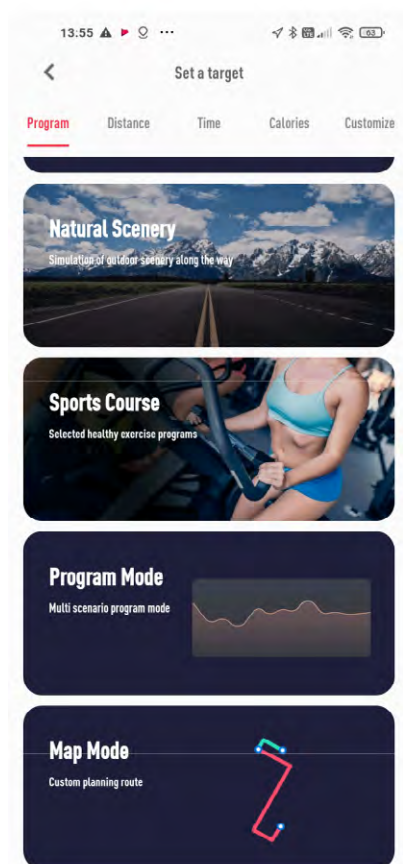 13:55
63
Set a target
Program Distance Time Calories Customize
Natural Scenery
Simulation of outdoor scenery along the way
Sports Course
Selected healthy exercise programs
Program Mode
Multi scenario program mode
Map Mode
Custom planning route